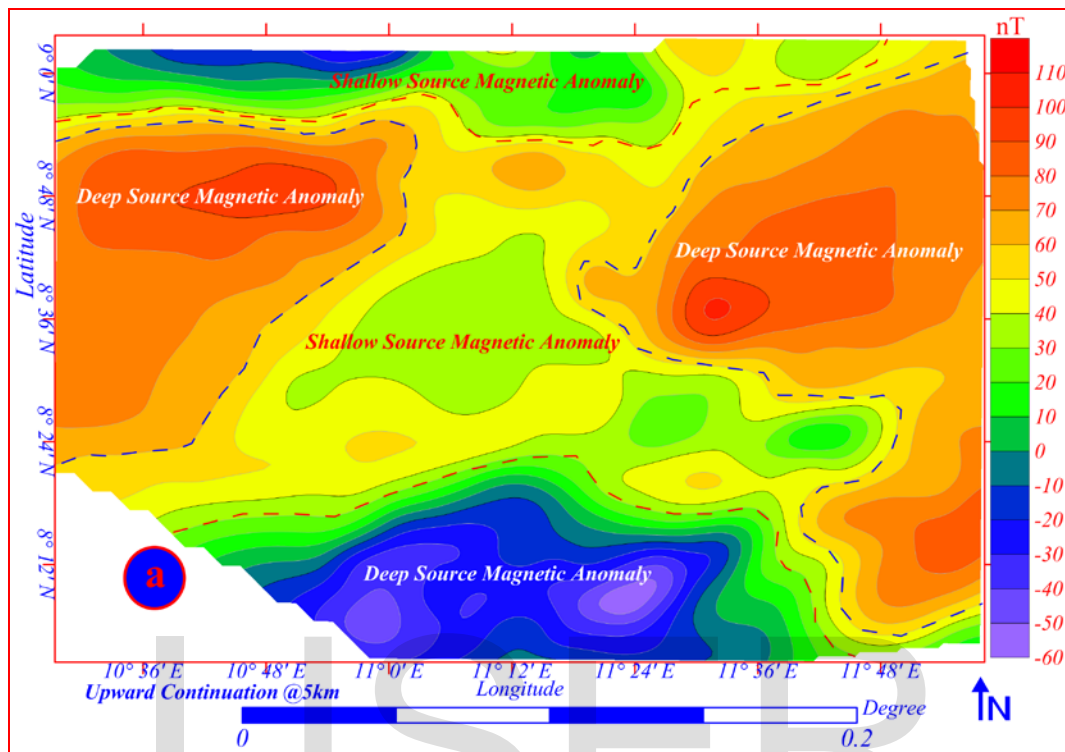 nT
9° 0' N
Shallow Source Magnetic Anomaly
110
100
90
80
70
60
50
40
30
20
10
0
-10
-20
-30
-40
-50
-60
8° 48' N
Deep Source Magnetic Anomaly
Deep Source Magnetic Anomaly
Latitude
8° 36' N
Shallow Source Magnetic Anomaly
8° 24' N
8° 12' N
a
Deep Source Magnetic Anomaly
10° 36' E 10° 48' E 11° 0' E 11° 12' E 11° 24' E 11° 36' E 11° 48' E
Upward Continuation @5km
Longitude
Degree
N
0
0.2